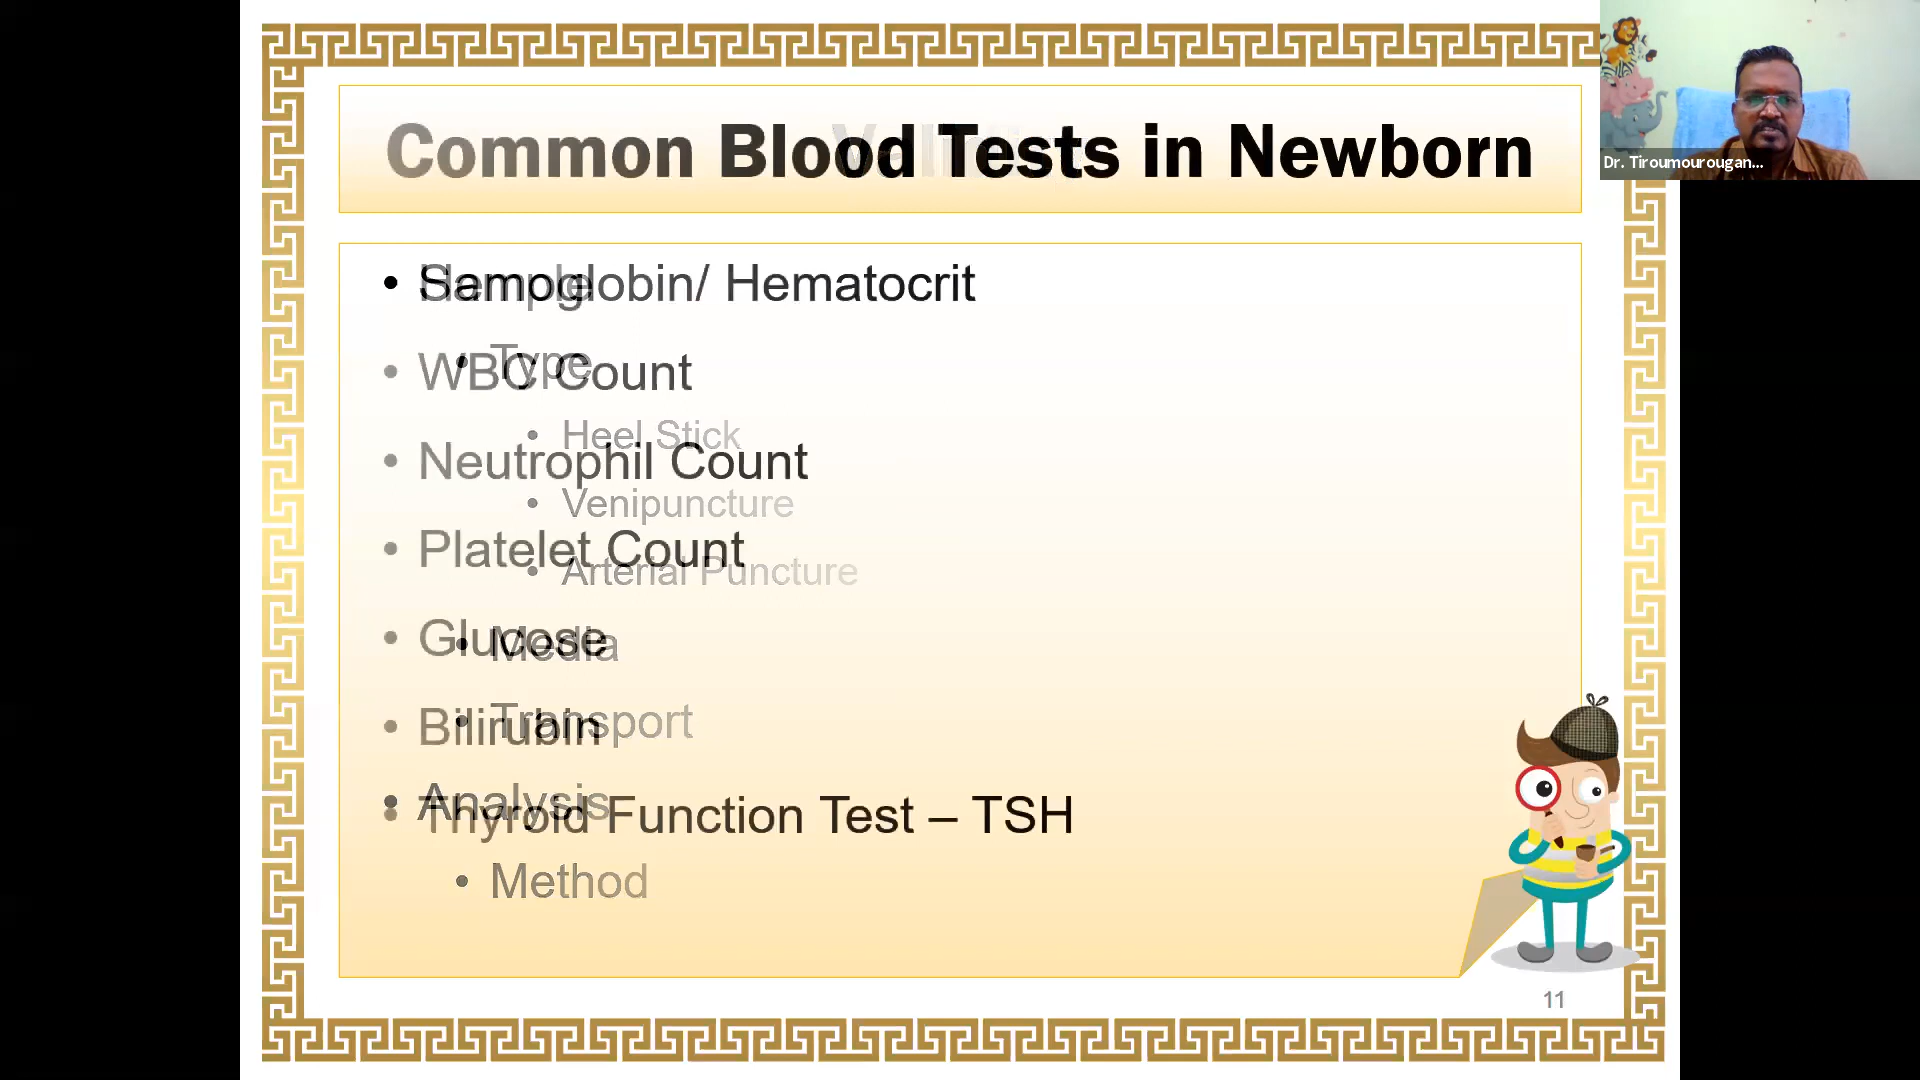 Common Blood Tests in Newborn
Dr. Tiroumourougan...
• Hemoglobin/ Hematocrit
• WBC Count
• Neutrophil Count
• Platelet Count
• Glucose
• Bilirubin
• Thyroid Function Test – TSH
• Sample
• Type
• Heel Stick
• Venipuncture
• Arterial Puncture
• Media
• Transport
• Analysis
• Method
11